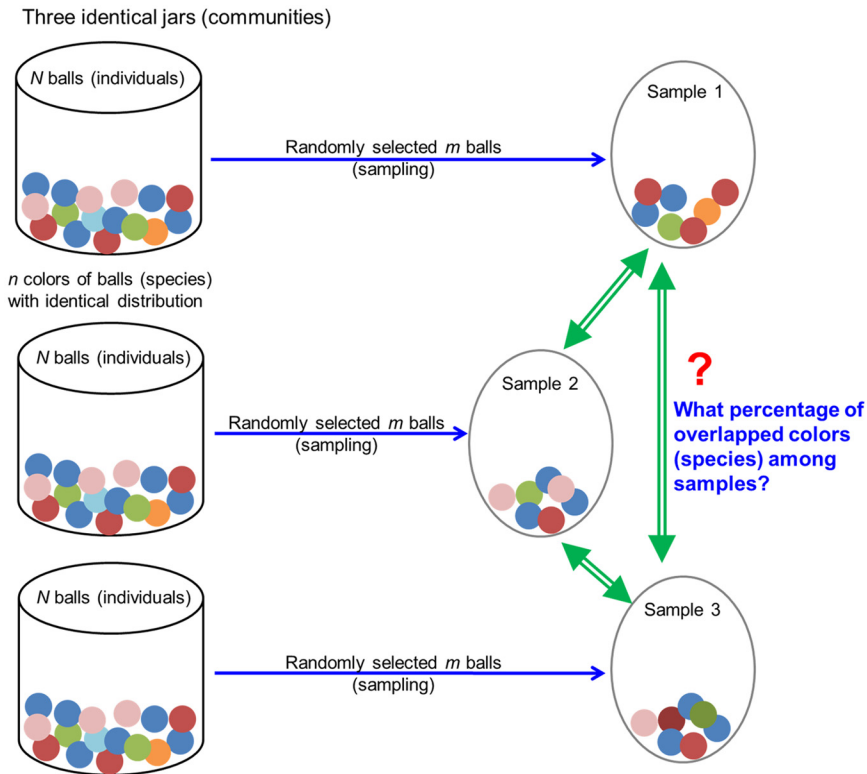 Three identical jars (communities)
N balls (individuals)
Sample 1
Randomly selected m balls
(sampling)
n colors of balls (species)
with identical distribution
N balls (individuals)
Sample 2
Randomly selected m balls
(sampling)
?
What percentage of
overlapped colors
(species) among
samples?
N balls (individuals)
Sample 3
Randomly selected m balls
(sampling)